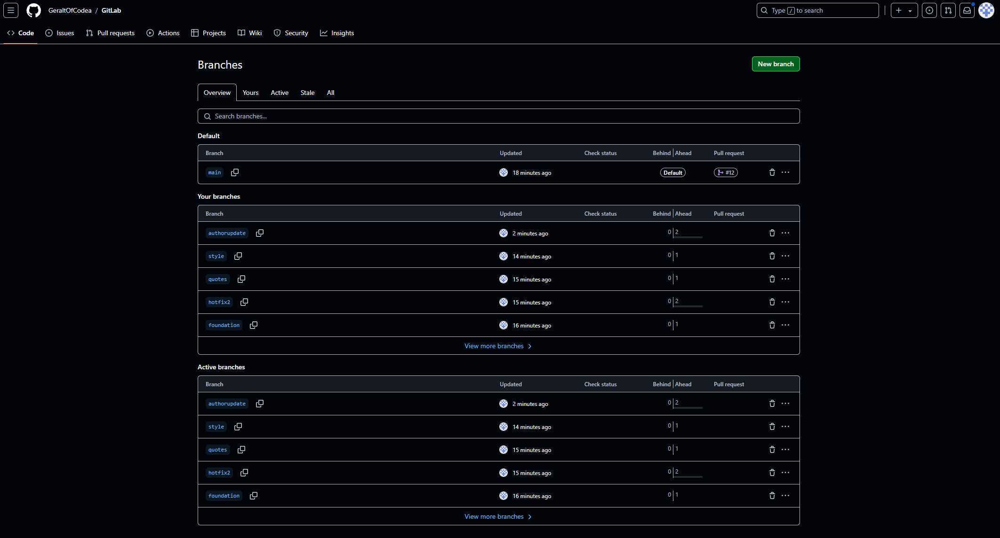 GeraltOfCodea / GitLab
Type / to search
Code Issues Pull requests Actions Projects Wiki Security Insights
Branches
New branch
Overview Yours Active Stale All
Search branches...
Default
Branch Updated Check status Behind Ahead Pull request
main 18 minutes ago Default #12
Your branches
Branch Updated Check status Behind Ahead Pull request
authorupdate 2 minutes ago 0 2
style 14 minutes ago 0 1
quotes 15 minutes ago 0 1
hotfix2 15 minutes ago 0 2
foundation 16 minutes ago 0 1
View more branches
Active branches
Branch Updated Check status Behind Ahead Pull request
authorupdate 2 minutes ago 0 2
style 14 minutes ago 0 1
quotes 15 minutes ago 0 1
hotfix2 15 minutes ago 0 2
foundation 16 minutes ago 0 1
View more branches